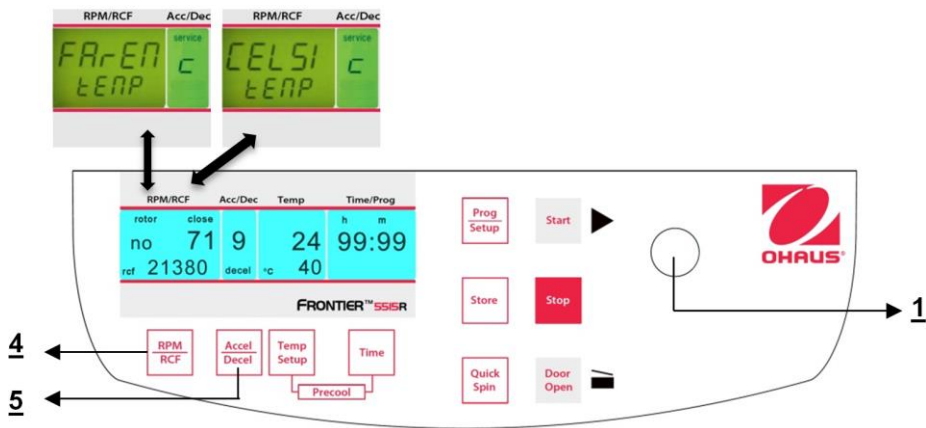 RPM/RCF Acc/Dec
service
FArEN C
tENP
RPM/RCF Acc/Dec
service
CELSI C
tENP
RPM/RCF Acc/Dec Temp Time/Prog
rotor close h m
no 71 9 24 99:99
rcf 21380 decel °C 40
FRONTIER™ 5515R
RPM
RCF
Accel
Decel
Temp
Setup
Time
Precool
Prog
Setup
Start
Store
Stop
Quick
Spin
Door
Open
OHAUS®
1
4
5